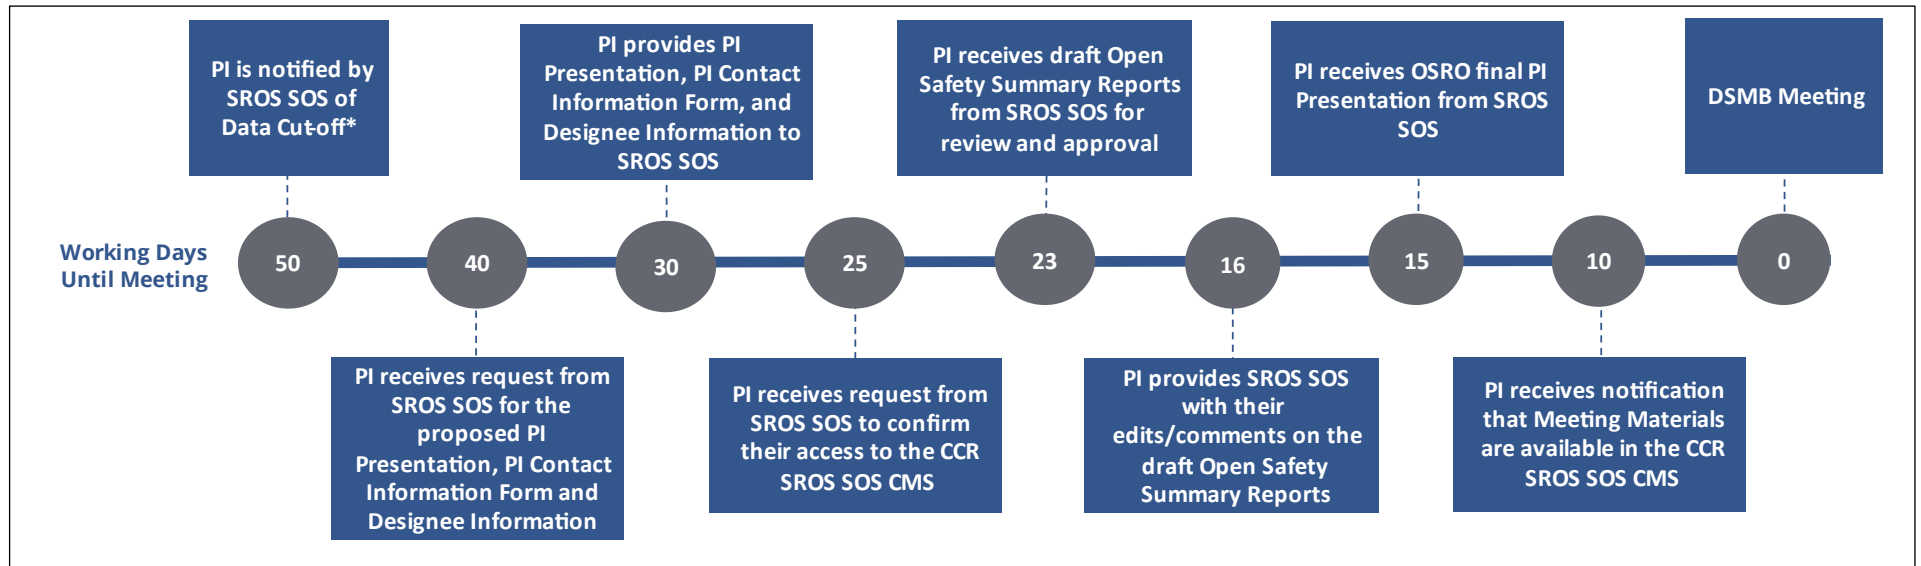 PI is notified by
SROS SOS of
Data Cut-off*
PI provides PI
Presentation, PI Contact
Information Form, and
Designee Information to
SROS SOS
PI receives draft Open
Safety Summary Reports
from SROS SOS for
review and approval
PI receives OSRO final PI
Presentation from SROS
SOS
DSMB Meeting
Working Days
Until Meeting
50
40
30
25
23
16
15
10
0
PI receives request from
SROS SOS for the
proposed PI
Presentation, PI Contact
Information Form and
Designee Information
PI receives request from
SROS SOS to confirm
their access to the CCR
SROS SOS CMS
PI provides SROS SOS
with their
edits/comments on the
draft Open Safety
Summary Reports
PI receives notification
that Meeting Materials
are available in the CCR
SROS SOS CMS